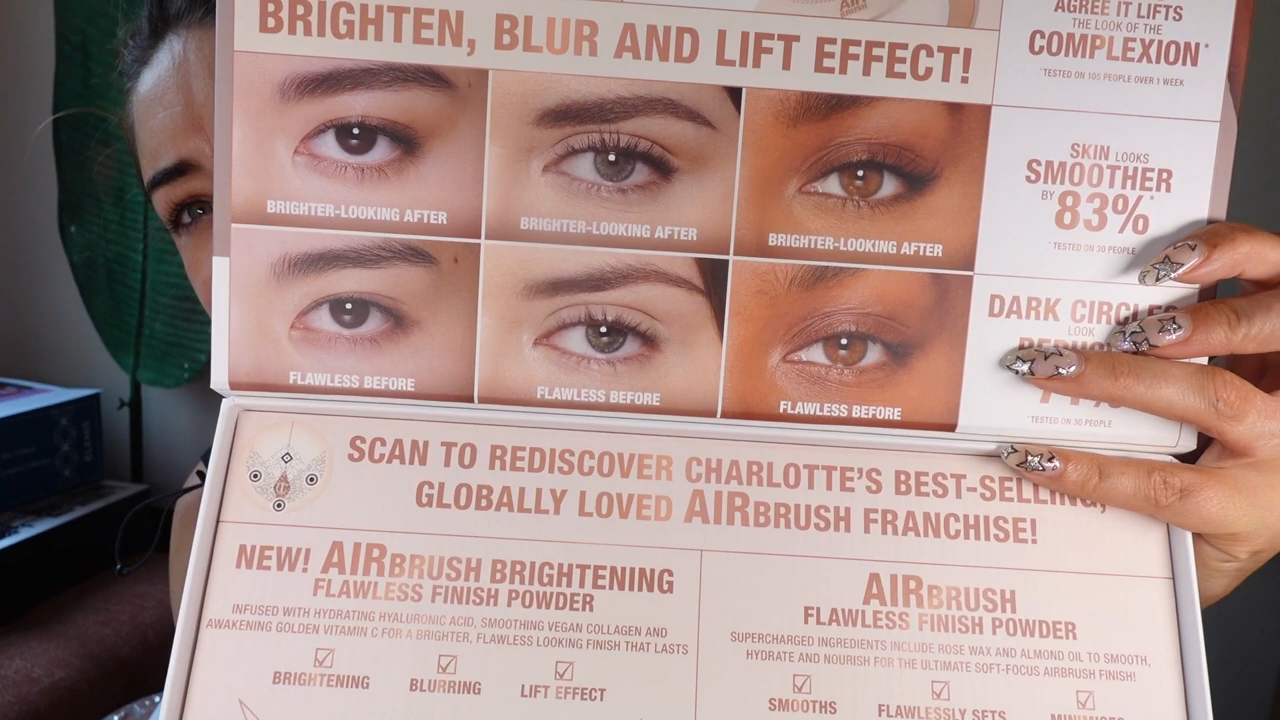 BRIGHTEN, BLUR AND LIFT EFFECT!
BRIGHTER-LOOKING AFTER
BRIGHTER-LOOKING AFTER
BRIGHTER-LOOKING AFTER
FLAWLESS BEFORE
FLAWLESS BEFORE
FLAWLESS BEFORE
AGREE IT LIFTS
THE LOOK OF THE
COMPLEXION*
*TESTED ON 105 PEOPLE OVER 1 WEEK
SKIN LOOKS
SMOOTHER
BY 83%*
*TESTED ON 30 PEOPLE
DARK CIRCLES
LOOK
*TESTED ON 30 PEOPLE
SCAN TO REDISCOVER CHARLOTTE'S BEST-SELLING,
GLOBALLY LOVED AIRBRUSH FRANCHISE!
NEW! AIRBRUSH BRIGHTENING
FLAWLESS FINISH POWDER
INFUSED WITH HYDRATING HYALURONIC ACID, SMOOTHING VEGAN COLLAGEN AND
AWAKENING GOLDEN VITAMIN C FOR A BRIGHTER, FLAWLESS LOOKING FINISH THAT LASTS
BRIGHTENING
BLURRING
LIFT EFFECT
AIRBRUSH
FLAWLESS FINISH POWDER
SUPERCHARGED INGREDIENTS INCLUDE ROSE WAX AND ALMOND OIL TO SMOOTH,
HYDRATE AND NOURISH FOR THE ULTIMATE SOFT-FOCUS AIRBRUSH FINISH!
SMOOTHS
FLAWLESSLY SETS